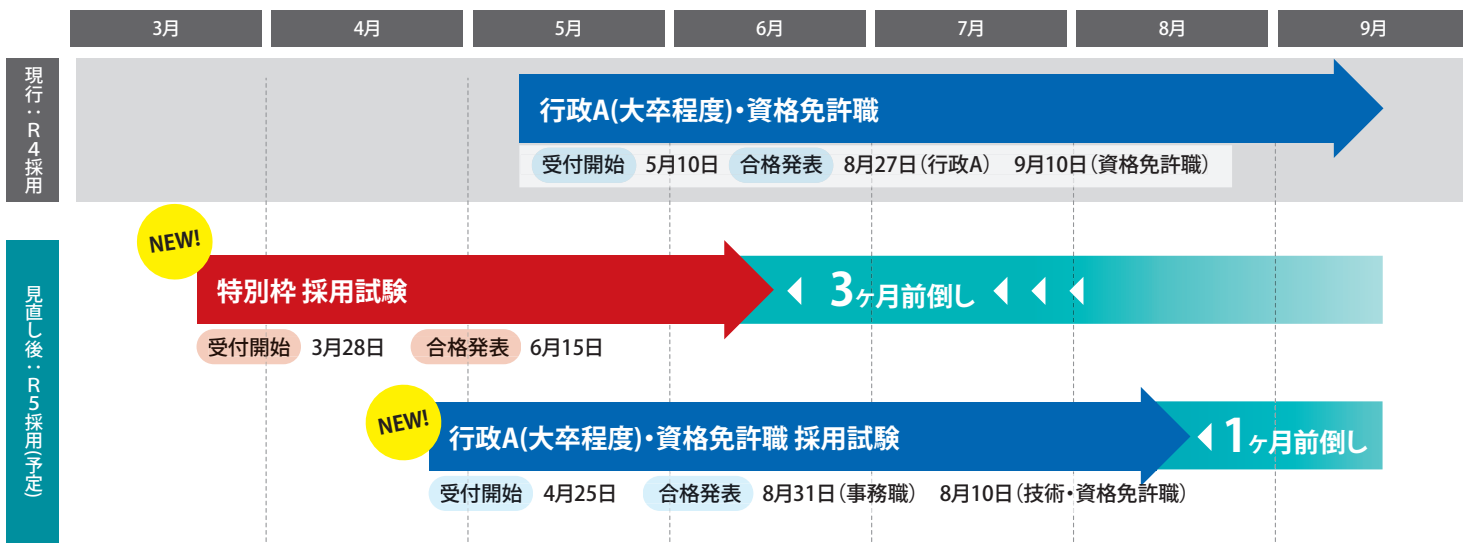 3月 4月 5月 6月 7月 8月 9月
現行：R4採用
行政A(大卒程度)・資格免許職
受付開始 5月10日 合格発表 8月27日(行政A) 9月10日(資格免許職)
見直し後：R5採用(予定)
NEW!
特別枠 採用試験
3ヶ月前倒し
受付開始 3月28日 合格発表 6月15日
NEW!
行政A(大卒程度)・資格免許職 採用試験
1ヶ月前倒し
受付開始 4月25日 合格発表 8月31日(事務職) 8月10日(技術・資格免許職)